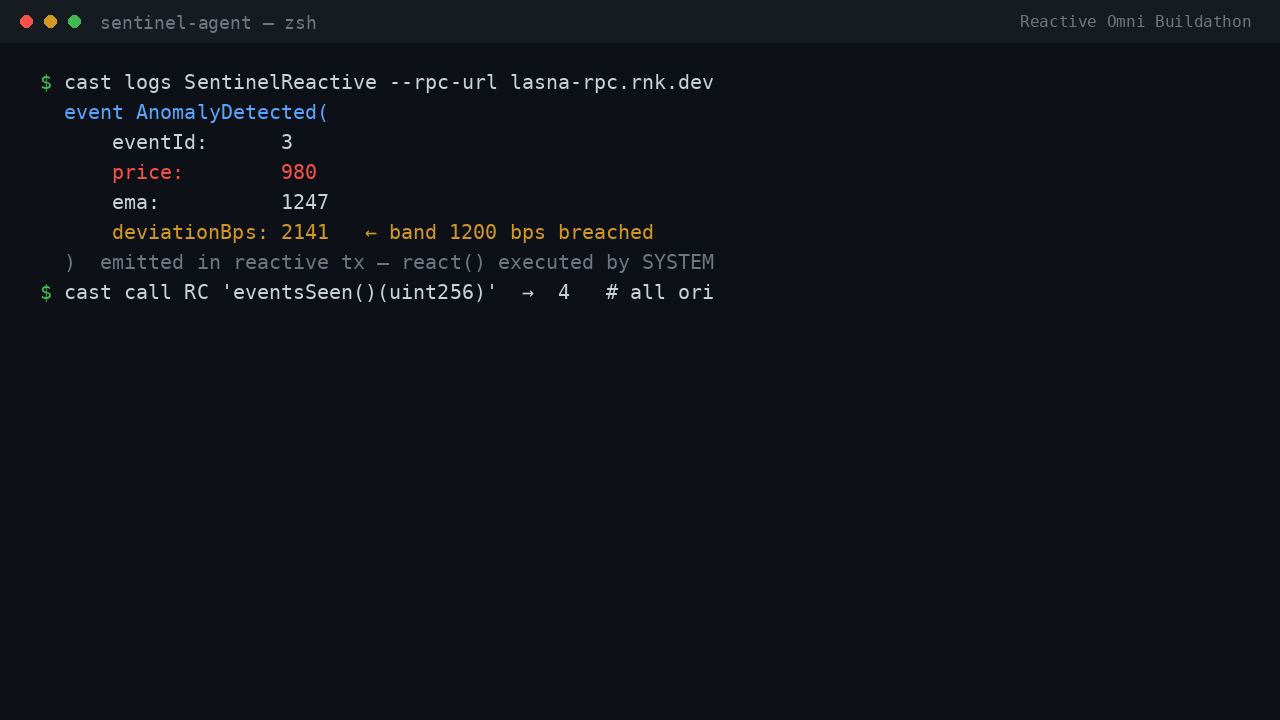 sentinel-agent — zsh
Reactive Omni Buildathon
$ cast logs SentinelReactive --rpc-url lasna-rpc.rnk.dev
event AnomalyDetected(
eventId: 3
price: 980
ema: 1247
deviationBps: 2141 ← band 1200 bps breached
) emitted in reactive tx — react() executed by SYSTEM
$ cast call RC 'eventsSeen()(uint256)' → 4 # all ori